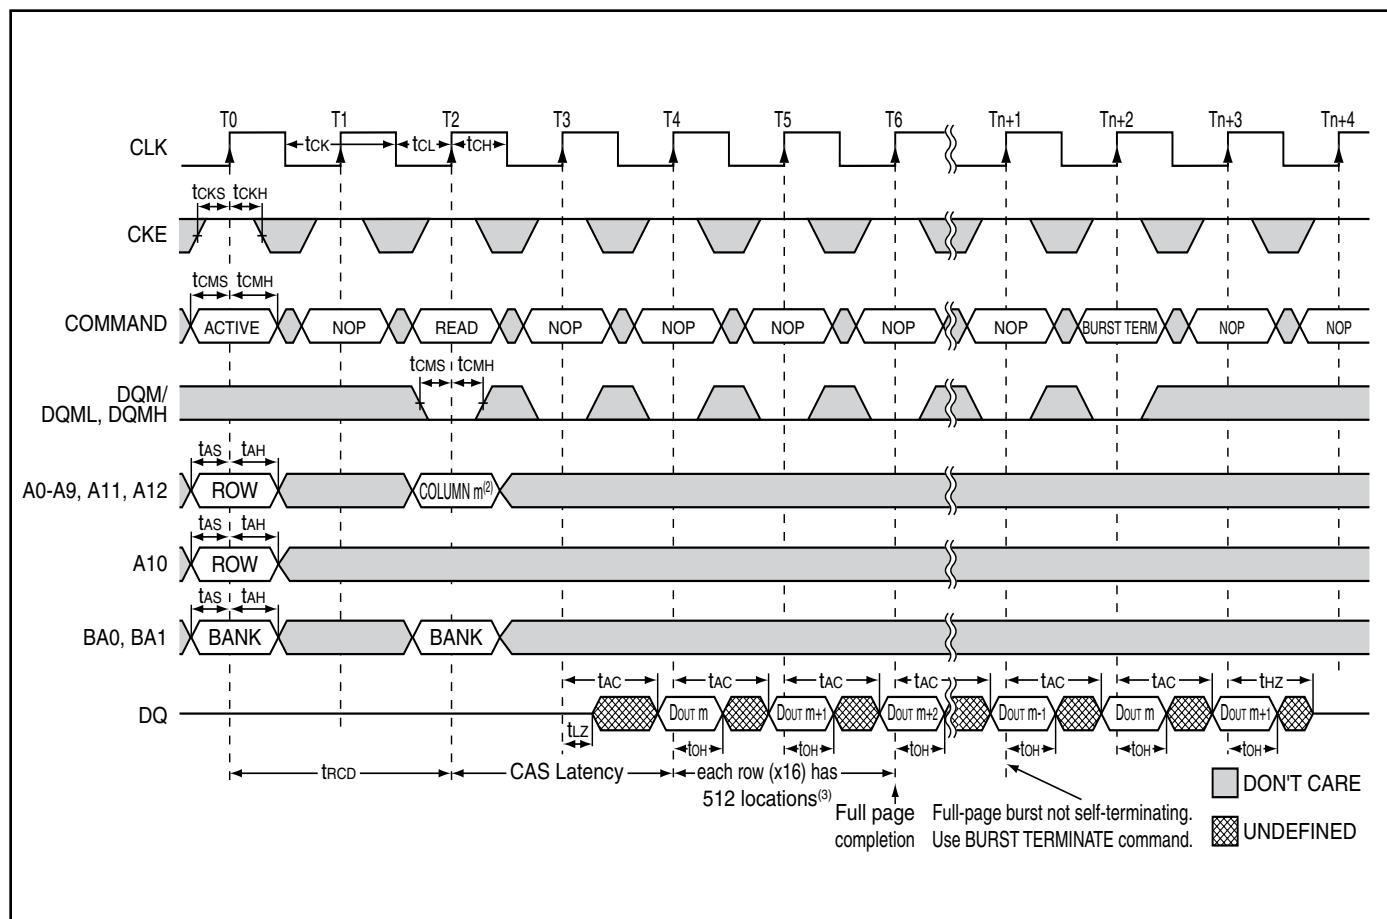 T0 T1 T2 T3 T4 T5 T6 Tn+1 Tn+2 Tn+3 Tn+4
CLK tCK tCL tCH
tCKS tCKH
CKE
tCMS tCMH
COMMAND ACTIVE NOP READ NOP NOP NOP NOP NOP BURST TERM NOP NOP
tCMS tCMH
DQM/
DQML, DQMH
tAS tAH
A0-A9, A11, A12 ROW COLUMN m(2)
tAS tAH
A10 ROW
tAS tAH
BA0, BA1 BANK BANK
tAC tAC tAC tAC tAC tAC tHZ
DQ DOUT m DOUT m+1 DOUT m+2 DOUT m-1 DOUT m DOUT m+1
tLZ tOH tOH tOH tOH tOH tOH
tRCD CAS Latency each row (x16) has
512 locations(3)
Full page
completion
Full-page burst not self-terminating.
Use BURST TERMINATE command.
DON'T CARE
UNDEFINED